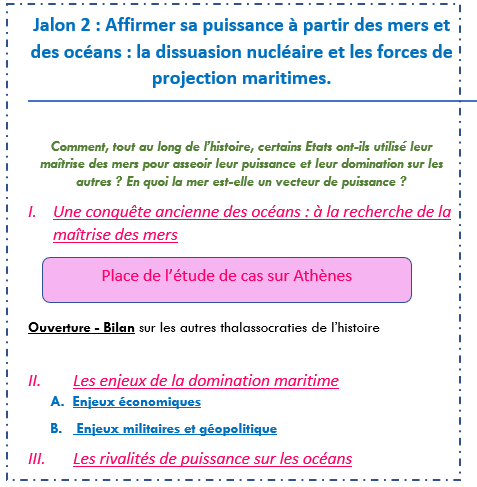 Jalon 2 : Affirmer sa puissance à partir des mers et
des océans : la dissuasion nucléaire et les forces de
projection maritimes.
Comment, tout au long de l'histoire, certains Etats ont-ils utilisé leur
maîtrise des mers pour asseoir leur puissance et leur domination sur les
autres ? En quoi la mer est-elle un vecteur de puissance ?
I. Une conquête ancienne des océans : à la recherche de la
maîtrise des mers
Place de l'étude de cas sur Athènes
Ouverture - Bilan sur les autres thalassocraties de l'histoire
II. Les enjeux de la domination maritime
A. Enjeux économiques
B. Enjeux militaires et géopolitique
III. Les rivalités de puissance sur les océans